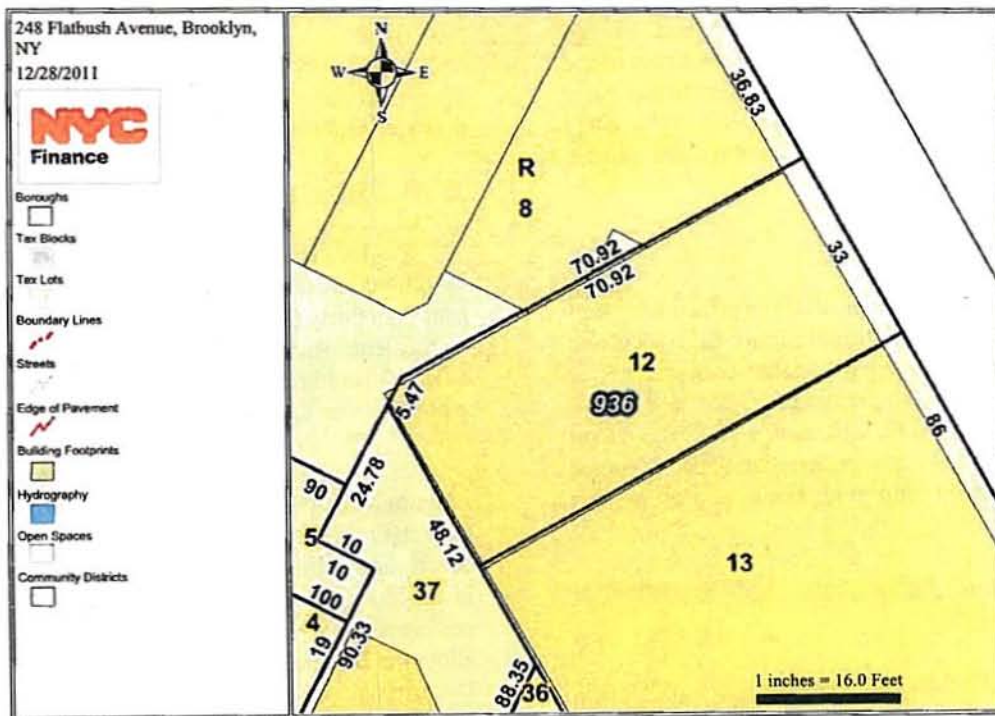 248 Flatbush Avenue, Brooklyn,
NY
12/28/2011
NYC
Finance
Boroughs
Tax Blocks
Tax Lots
Boundary Lines
Streets
Edge of Pavement
Building Footprints
Hydrography
Open Spaces
Community Districts
N
W
E
S
36.83
R
8
70.92
70.92
33
12
936
5.47
86
24.78
90
48.12
5
10
10
13
37
100
4
19
90.33
88.35
36
1 inches = 16.0 Feet